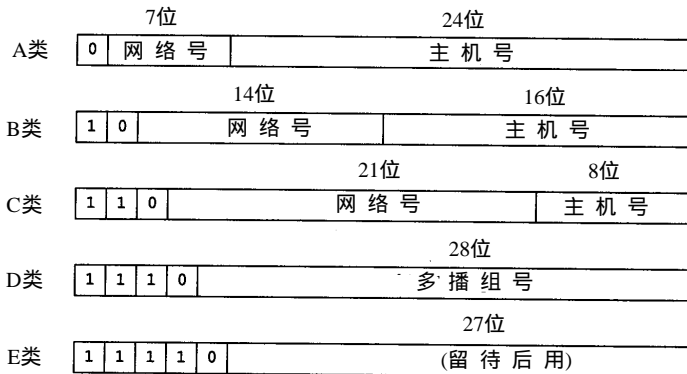 7位 24位
A类 0 网 络 号 主 机 号
14位 16位
B类 1 0 网 络 号 主 机 号
21位 8位
C类 1 1 0 网 络 号 主 机 号
28位
D类 1 1 1 0 多 播 组 号
27位
E类 1 1 1 1 0 (留 待 后 用)